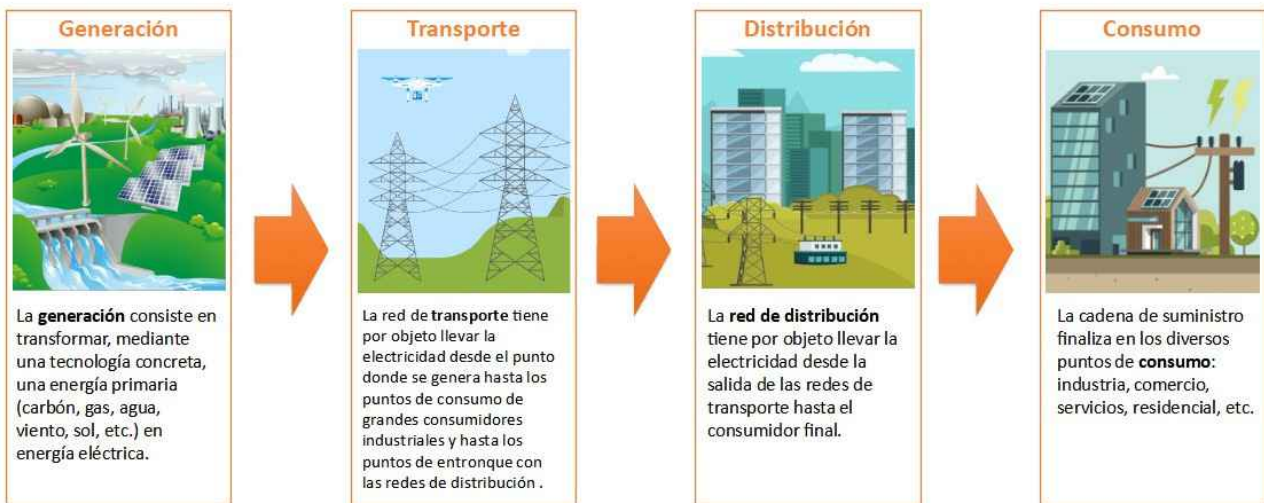 Generación
La generación consiste en
transformar, mediante
una tecnología concreta,
una energía primaria
(carbón, gas, agua,
viento, sol, etc.) en
energía eléctrica.
Transporte
La red de transporte tiene
por objeto llevar la
electricidad desde el punto
donde se genera hasta los
puntos de consumo de
grandes consumidores
industriales y hasta los
puntos de entronque con
las redes de distribución .
Distribución
La red de distribución
tiene por objeto llevar la
electricidad desde la
salida de las redes de
transporte hasta el
consumidor final.
Consumo
La cadena de suministro
finaliza en los diversos
puntos de consumo:
industria, comercio,
servicios, residencial, etc.